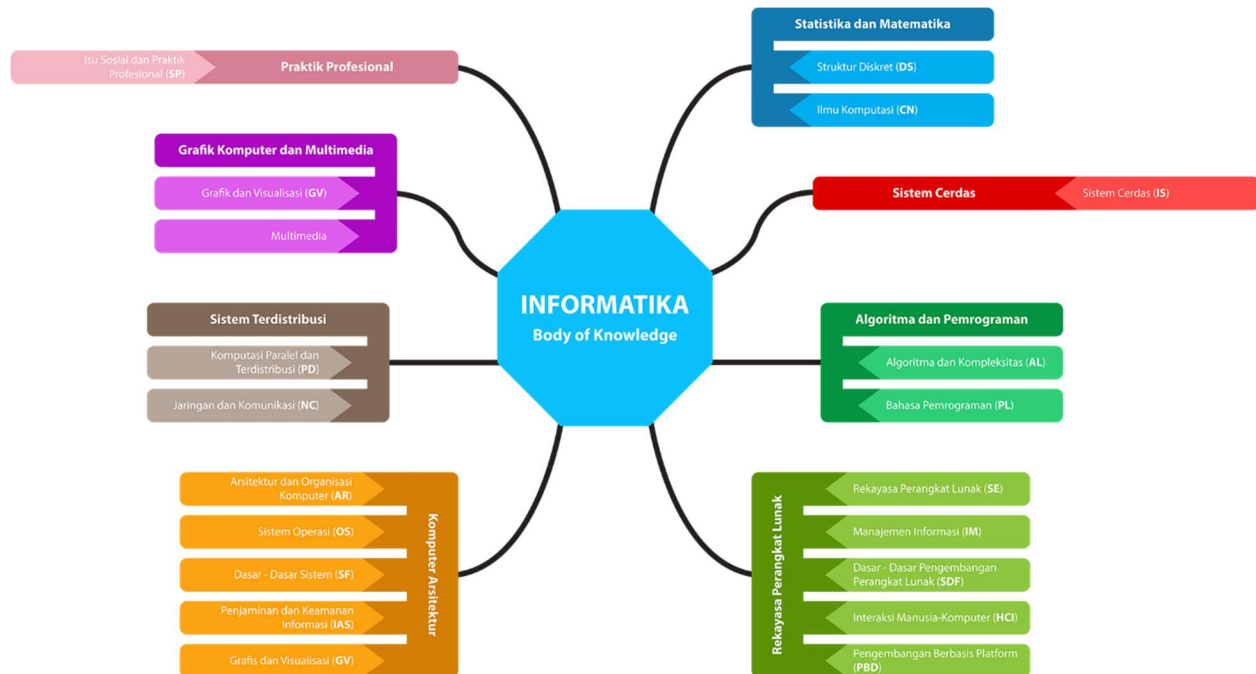 Praktik Profesional
Isu Sosial dan Praktik
Profesional (SP)
Grafik Komputer dan Multimedia
Grafik dan Visualisasi (GV)
Multimedia
Sistem Terdistribusi
Komputasi Paralel dan
Terdistribusi (PD)
Jaringan dan Komunikasi (NC)
Komputer Arsitektur
Arsitektur dan Organisasi
Komputer (AR)
Sistem Operasi (OS)
Dasar - Dasar Sistem (SF)
Penjaminan dan Keamanan
Informasi (IAS)
Grafis dan Visualisasi (GV)
INFORMATIKA
Body of Knowledge
Statistika dan Matematika
Struktur Diskret (DS)
Ilmu Komputasi (CN)
Sistem Cerdas
Sistem Cerdas (IS)
Algoritma dan Pemrograman
Algoritma dan Kompleksitas (AL)
Bahasa Pemrograman (PL)
Rekayasa Perangkat Lunak
Rekayasa Perangkat Lunak (SE)
Manajemen Informasi (IM)
Dasar - Dasar Pengembangan
Perangkat Lunak (SDF)
Interaksi Manusia-Komputer (HCI)
Pengembangan Berbasis Platform
(PBD)